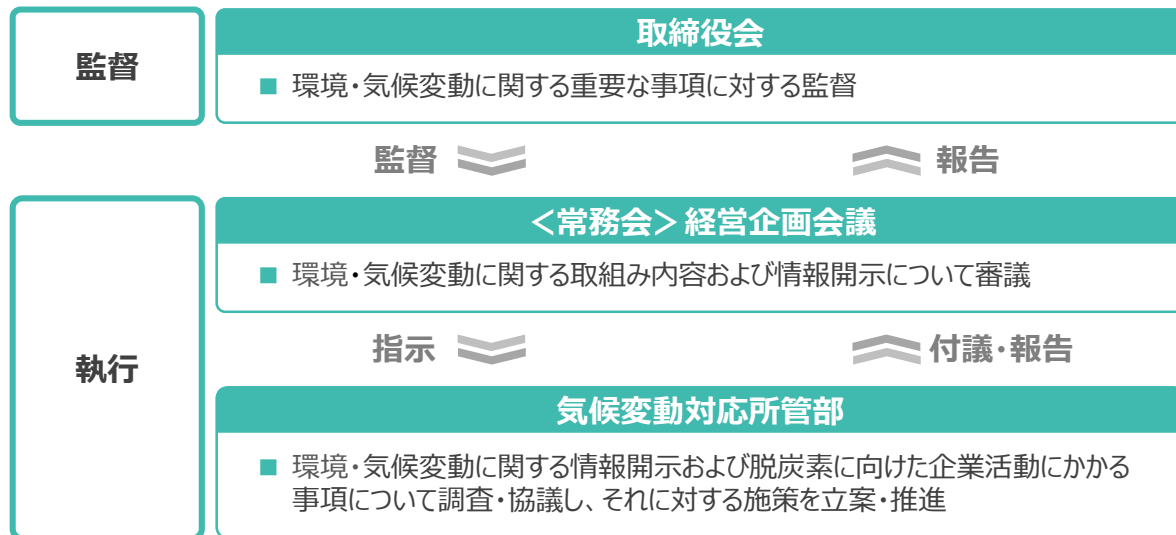 監督
取締役会
■ 環境・気候変動に関する重要な事項に対する監督
監督
報告
執行
＜常務会＞ 経営企画会議
■ 環境・気候変動に関する取組み内容および情報開示について審議
指示
付議・報告
気候変動対応所管部
■ 環境・気候変動に関する情報開示および脱炭素に向けた企業活動にかかる
事項について調査・協議し、それに対する施策を立案・推進